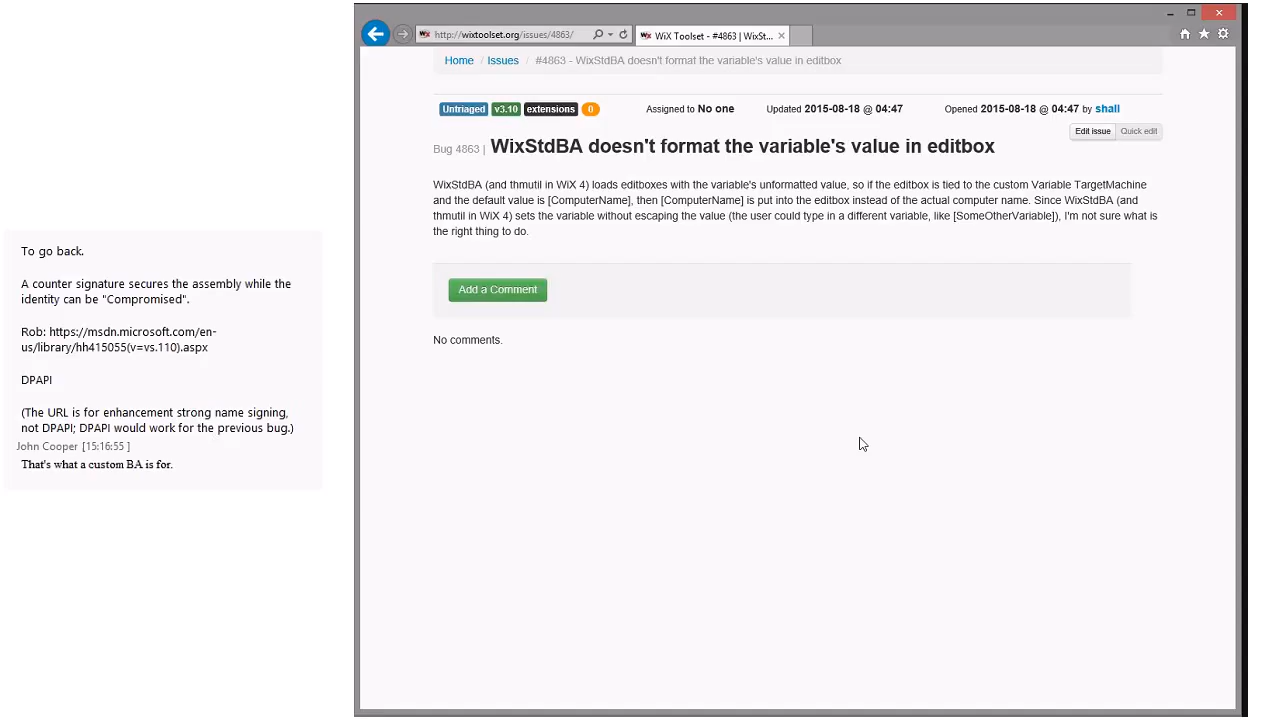 To go back.
A counter signature secures the assembly while the
identity can be "Compromised".
Rob: https://msdn.microsoft.com/en-
us/library/hh415055(v=vs.110).aspx
DPAPI
(The URL is for enhancement strong name signing,
not DPAPI; DPAPI would work for the previous bug.)
John Cooper [15:16:55 ]
That's what a custom BA is for.
http://wixtoolset.org/issues/4863/
WiX Toolset - #4863 | WixSt...
Home / Issues / #4863 - WixStdBA doesn't format the variable's value in editbox
Untriaged v3.10 extensions 0 Assigned to No one Updated 2015-08-18 @ 04:47 Opened 2015-08-18 @ 04:47 by shall
Edit issue Quick edit
Bug 4863 | WixStdBA doesn't format the variable's value in editbox
WixStdBA (and thmutil in WiX 4) loads editboxes with the variable's unformatted value, so if the editbox is tied to the custom Variable TargetMachine
and the default value is [ComputerName], then [ComputerName] is put into the editbox instead of the actual computer name. Since WixStdBA (and
thmutil in WiX 4) sets the variable without escaping the value (the user could type in a different variable, like [SomeOtherVariable]), I'm not sure what is
the right thing to do.
Add a Comment
No comments.